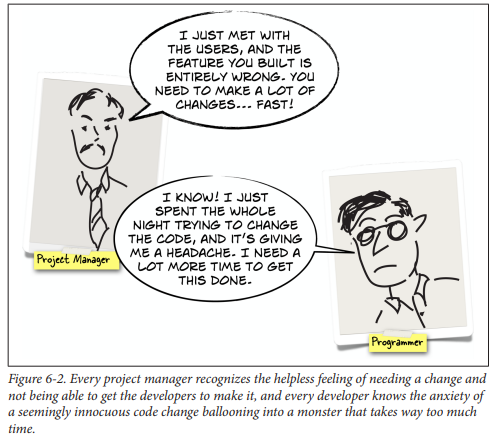 I JUST MET WITH
THE USERS, AND THE
FEATURE YOU BUILT IS
ENTIRELY WRONG. YOU
NEED TO MAKE A LOT OF
CHANGES... FAST!
Project Manager
I KNOW! I JUST
SPENT THE WHOLE
NIGHT TRYING TO CHANGE
THE CODE, AND IT'S GIVING
ME A HEADACHE. I NEED A
LOT MORE TIME TO GET
THIS DONE.
Programmer
Figure 6-2. Every project manager recognizes the helpless feeling of needing a change and
not being able to get the developers to make it, and every developer knows the anxiety of
a seemingly innocuous code change ballooning into a monster that takes way too much
time.